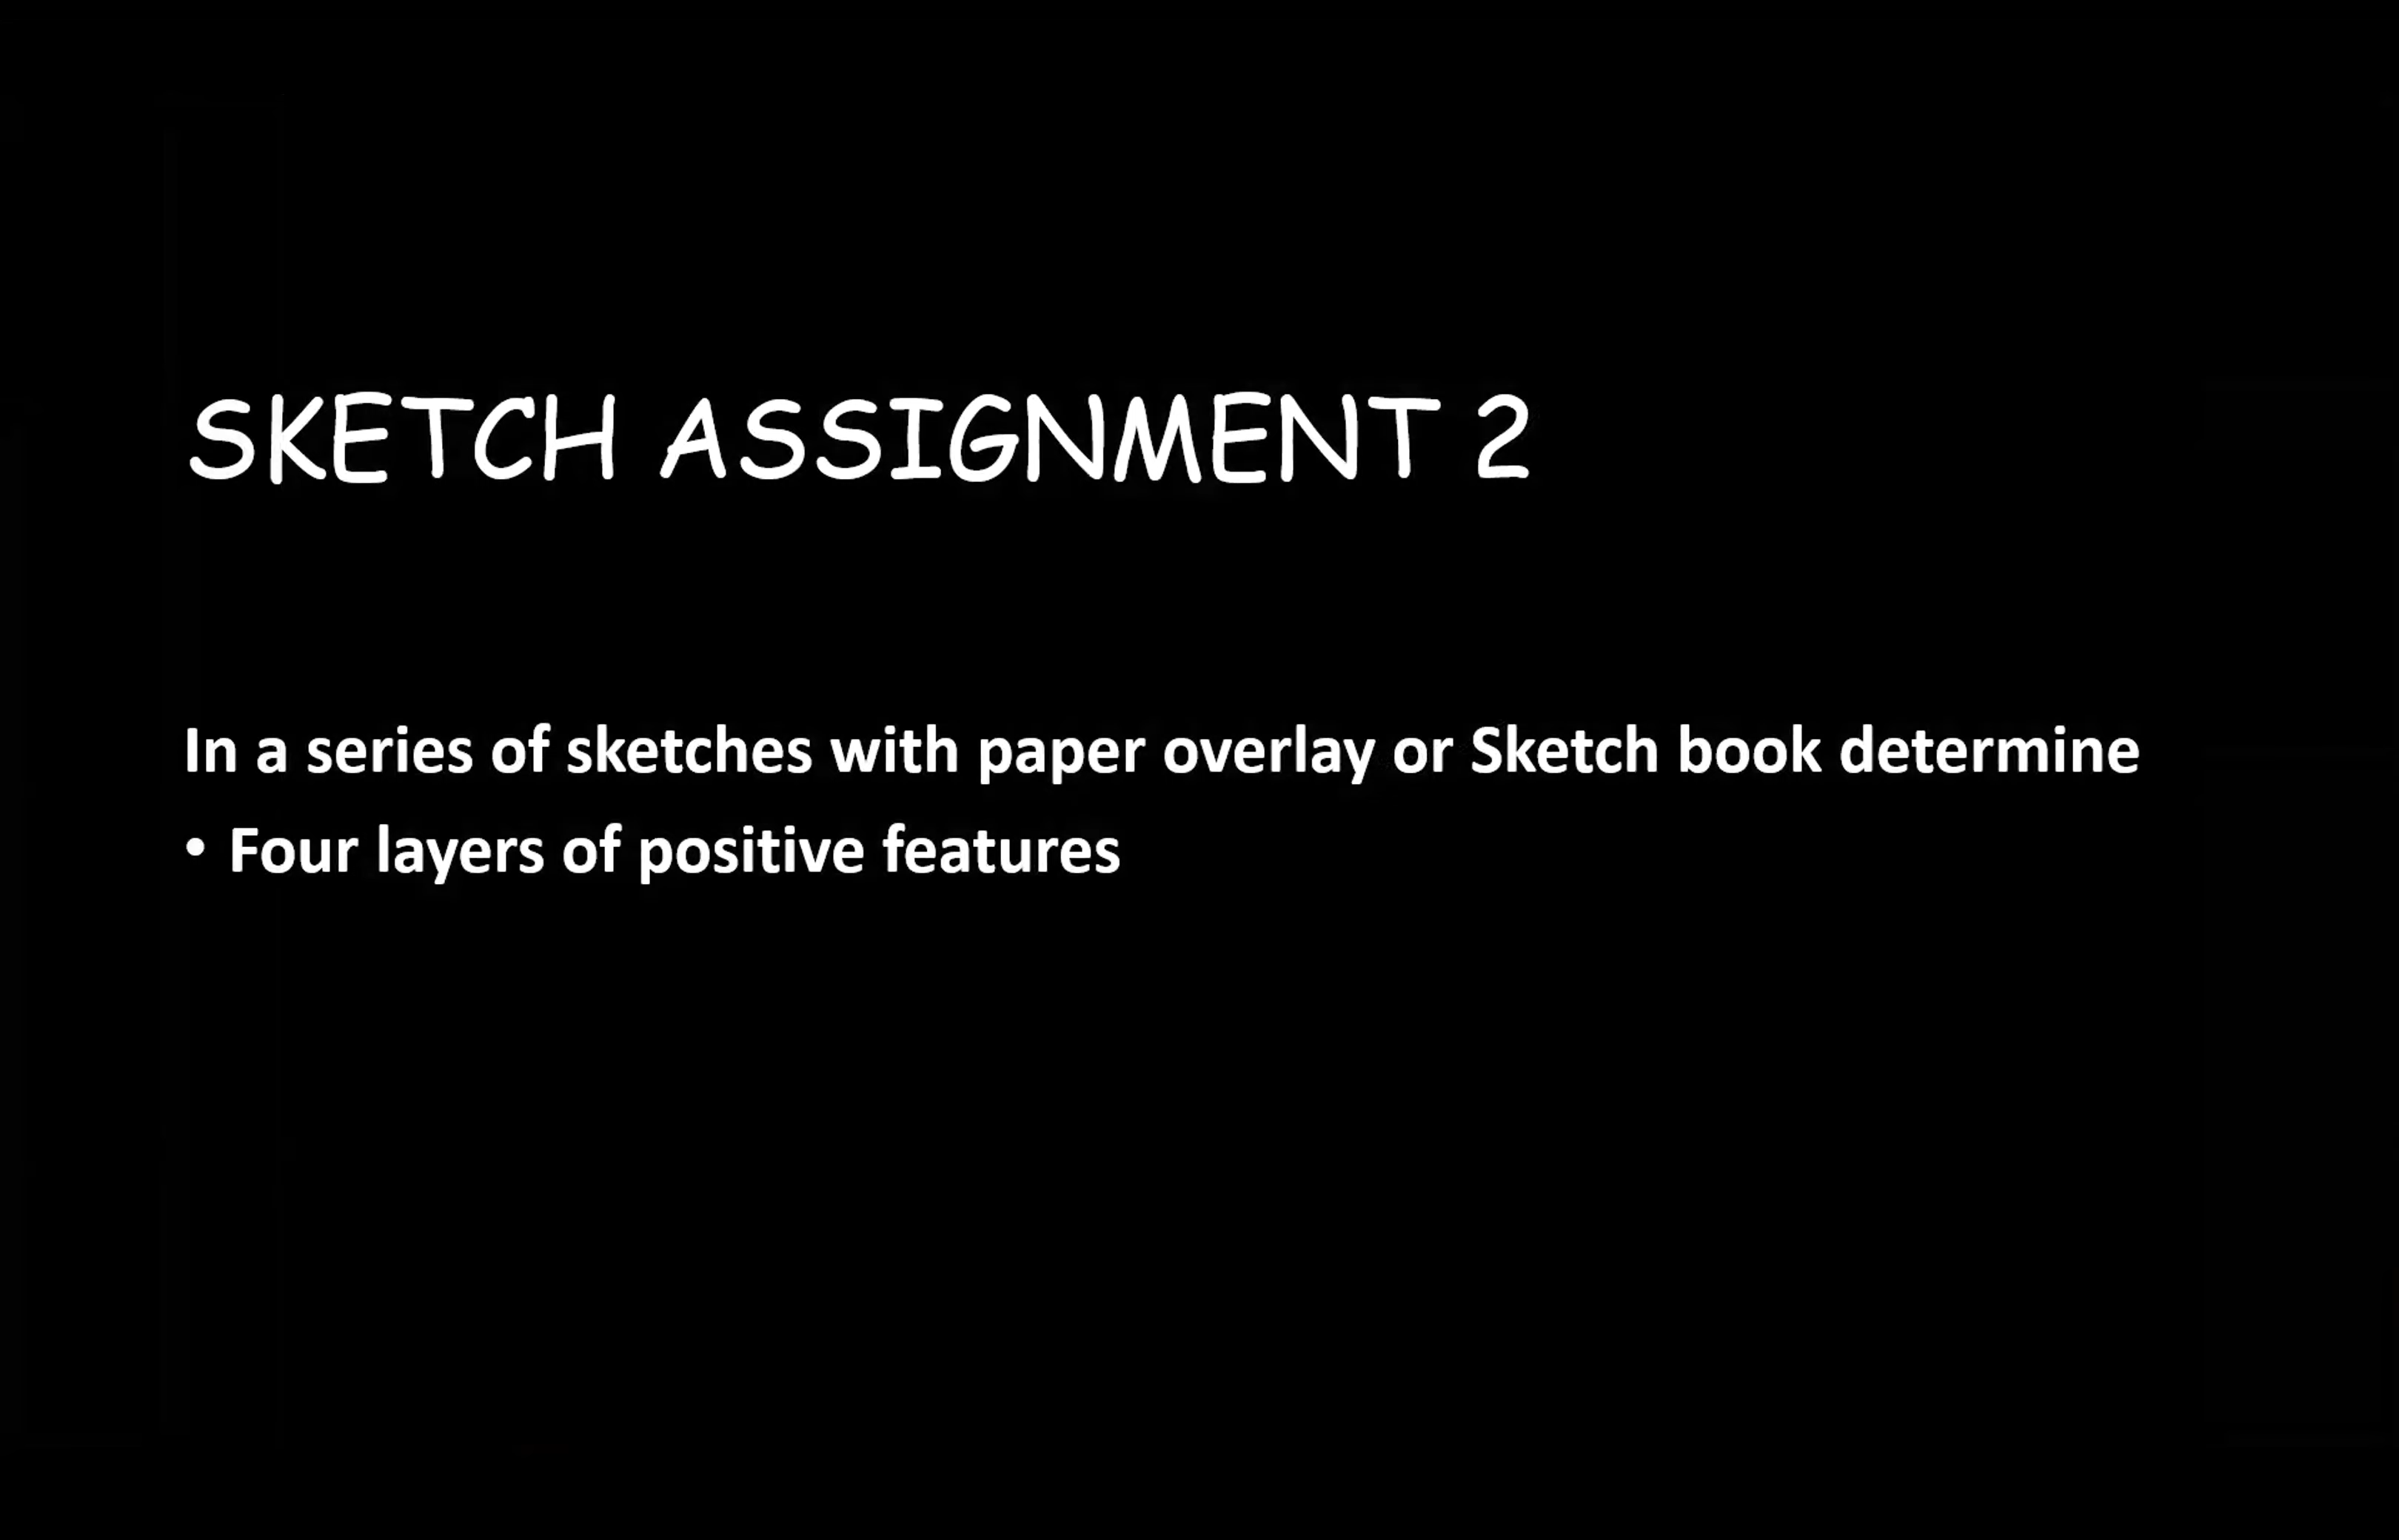 SKETCH ASSIGNMENT 2
In a series of sketches with paper overlay or Sketch book determine
• Four layers of positive features